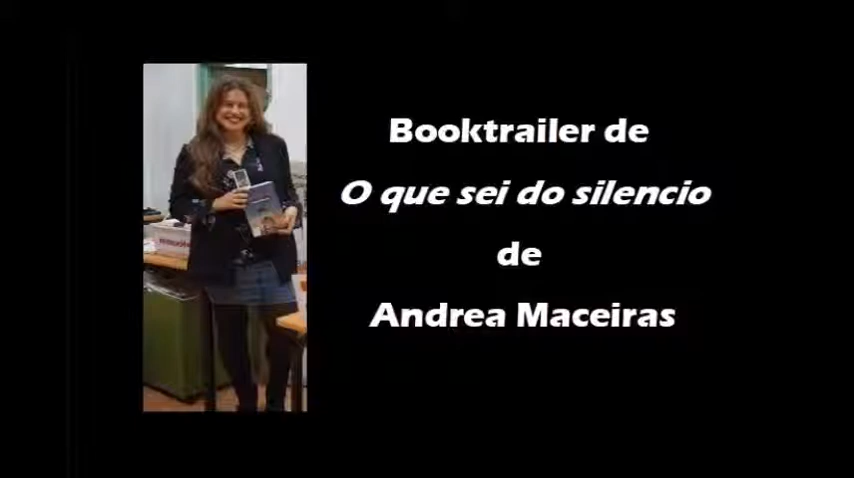 Booktrailer de
O que sei do silencio
de
Andrea Maceiras